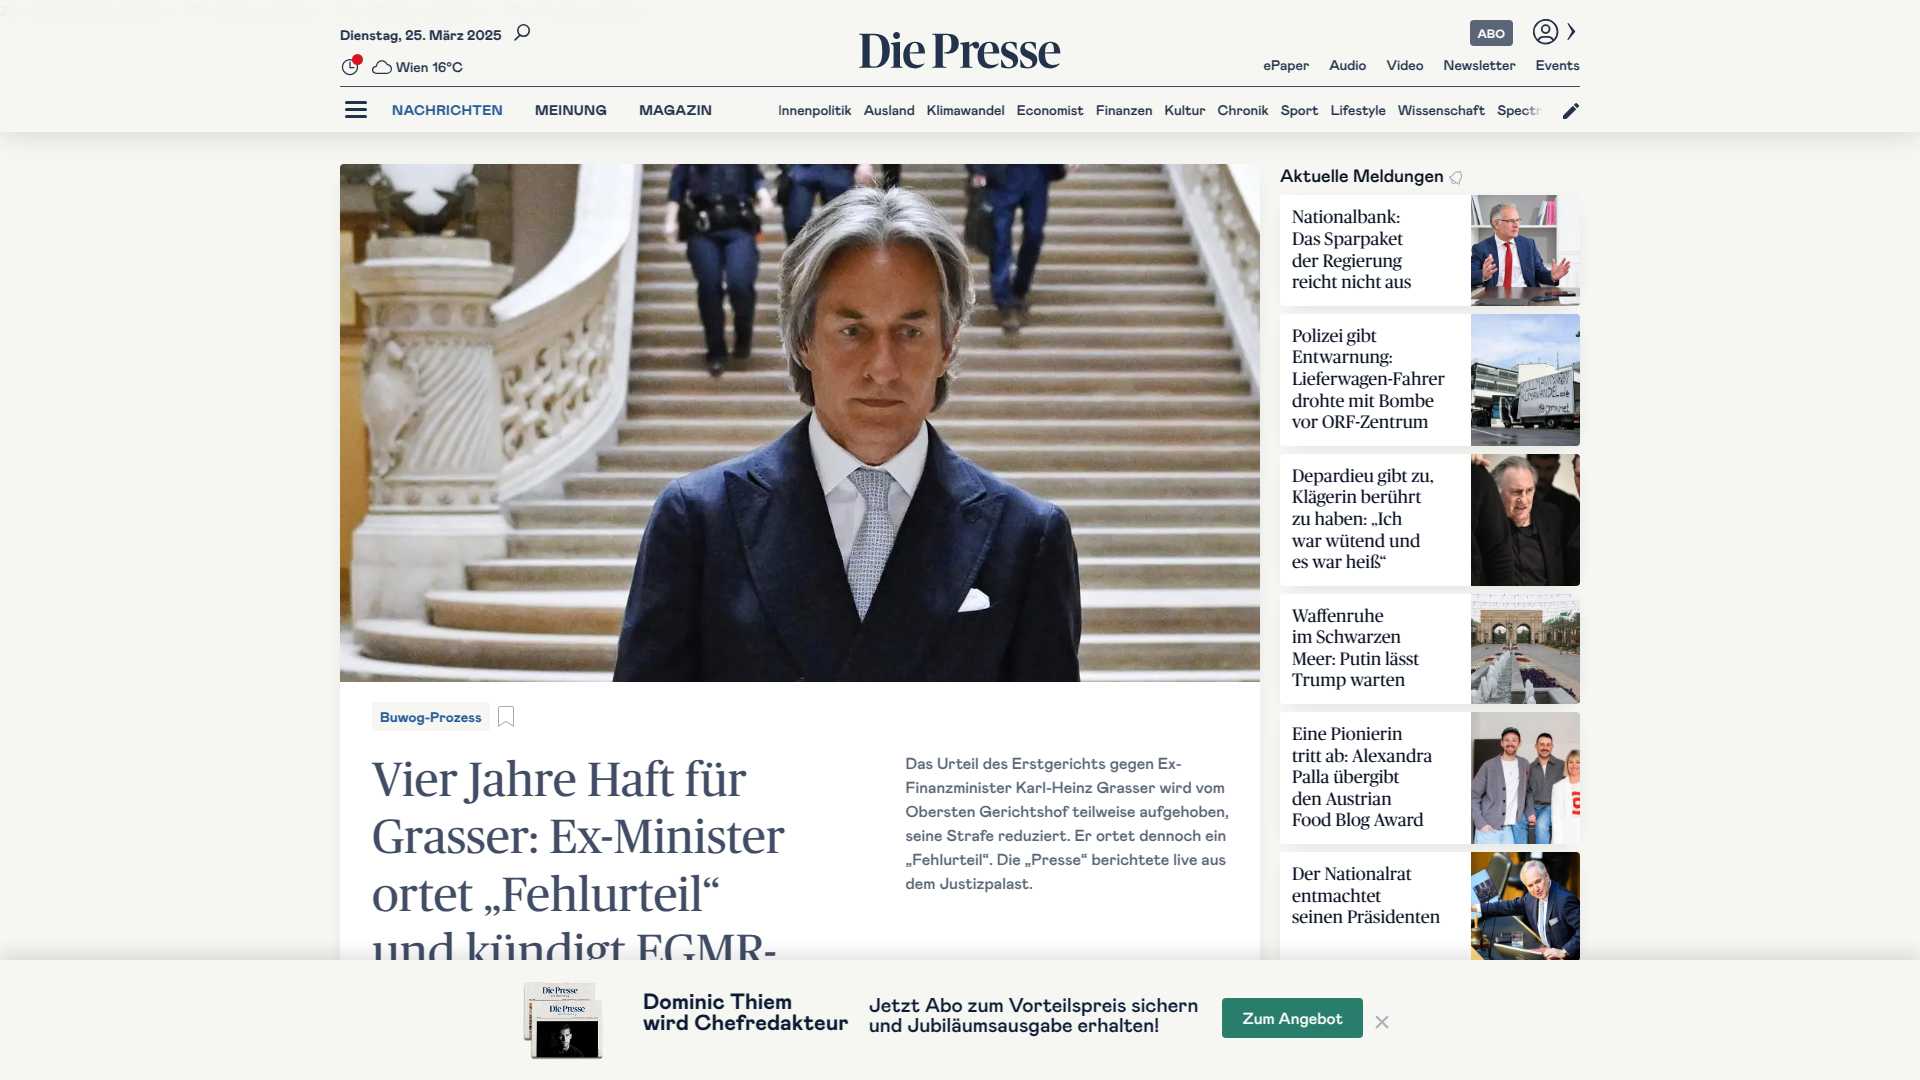 Dienstag, 25. März 2025
Wien 16°C
Die Presse
ABO
ePaper Audio Video Newsletter Events
NACHRICHTEN MEINUNG MAGAZIN
Innenpolitik Ausland Klimawandel Economist Finanzen Kultur Chronik Sport Lifestyle Wissenschaft
Buwog-Prozess
Vier Jahre Haft für
Grasser: Ex-Minister
ortet „Fehlurteil“
und kündigt EGMR-
Das Urteil des Erstgerichts gegen Ex-
Finanzminister Karl-Heinz Grasser wird vom
Obersten Gerichtshof teilweise aufgehoben,
seine Strafe reduziert. Er ortet dennoch ein
„Fehlurteil“. Die „Presse“ berichtete live aus
dem Justizpalast.
Aktuelle Meldungen
Nationalbank:
Das Sparpaket
der Regierung
reicht nicht aus
Polizei gibt
Entwarnung:
Lieferwagen-Fahrer
drohte mit Bombe
vor ORF-Zentrum
Depardieu gibt zu,
Klägerin berührt
zu haben: „Ich
war wütend und
es war heiß“
Waffenruhe
im Schwarzen
Meer: Putin lässt
Trump warten
Eine Pionierin
tritt ab: Alexandra
Palla übergibt
den Austrian
Food Blog Award
Der Nationalrat
entmachtet
seinen Präsidenten
Die Presse
Die Presse
Dominic Thiem
wird Chefredakteur
Jetzt Abo zum Vorteilspreis sichern
und Jubiläumsausgabe erhalten!
Zum Angebot